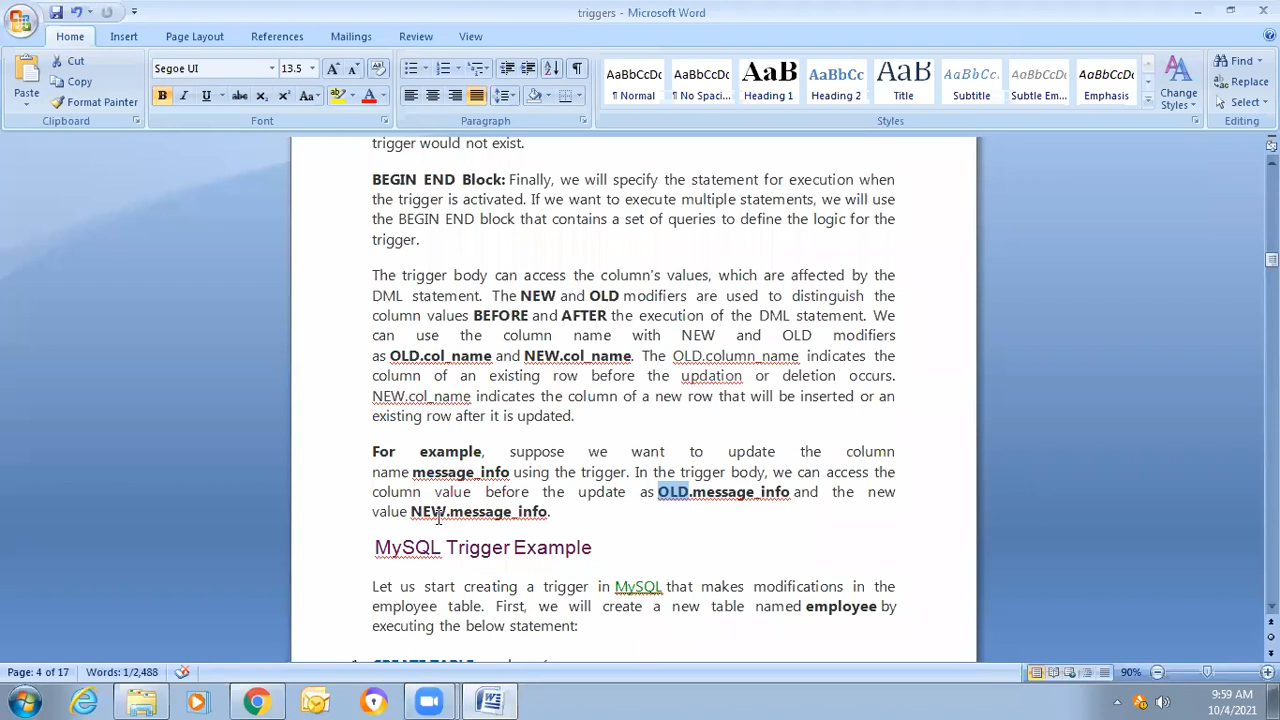 triggers - Microsoft Word
Home Insert Page Layout References Mailings Review View
Paste
Cut
Copy
Format Painter
Clipboard
Segoe UI 13.5
B I U abc x₂ x² Aa
Font
Paragraph
AaBbCcDc AaBbCcDc AaB AaBbCc AaB AaBbCcDc AaBbCcDc AaBbCcDc
¶ Normal ¶ No Spaci... Heading 1 Heading 2 Title Subtitle Subtle Em... Emphasis
Change Styles
Styles
Find
Replace
Select
Editing
trigger would not exist.
BEGIN END Block: Finally, we will specify the statement for execution when
the trigger is activated. If we want to execute multiple statements, we will use
the BEGIN END block that contains a set of queries to define the logic for the
trigger.
The trigger body can access the column's values, which are affected by the
DML statement. The NEW and OLD modifiers are used to distinguish the
column values BEFORE and AFTER the execution of the DML statement. We
can use the column name with NEW and OLD modifiers
as OLD.col_name and NEW.col_name. The OLD.column_name indicates the
column of an existing row before the updation or deletion occurs.
NEW.col_name indicates the column of a new row that will be inserted or an
existing row after it is updated.
For example, suppose we want to update the column
name message_info using the trigger. In the trigger body, we can access the
column value before the update as OLD.message_info and the new
value NEW.message_info.
MySQL Trigger Example
Let us start creating a trigger in MySQL that makes modifications in the
employee table. First, we will create a new table named employee by
executing the below statement:
Page: 4 of 17 Words: 1/2,488 90%
9:59 AM
10/4/2021